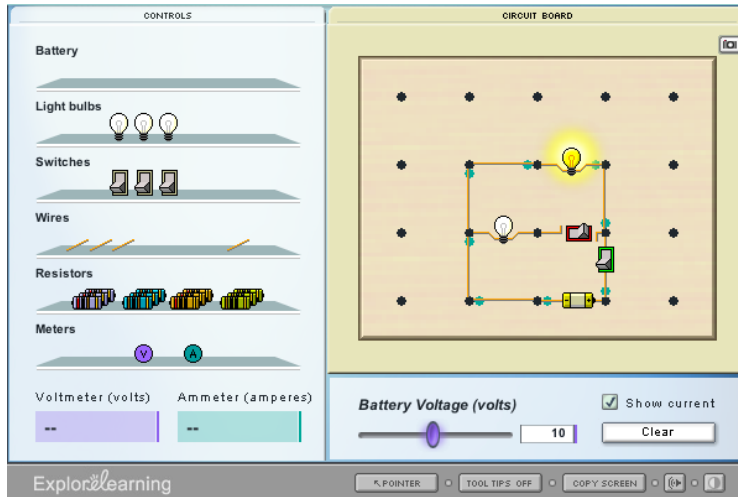 CONTROLS
Battery
Light bulbs
Switches
Wires
Resistors
Meters
V
A
Voltmeter (volts)
Ammeter (amperes)
--
--
CIRCUIT BOARD
Battery Voltage (volts)
10
Show current
Clear
ExploreLearning
POINTER
TOOL TIPS OFF
COPY SCREEN